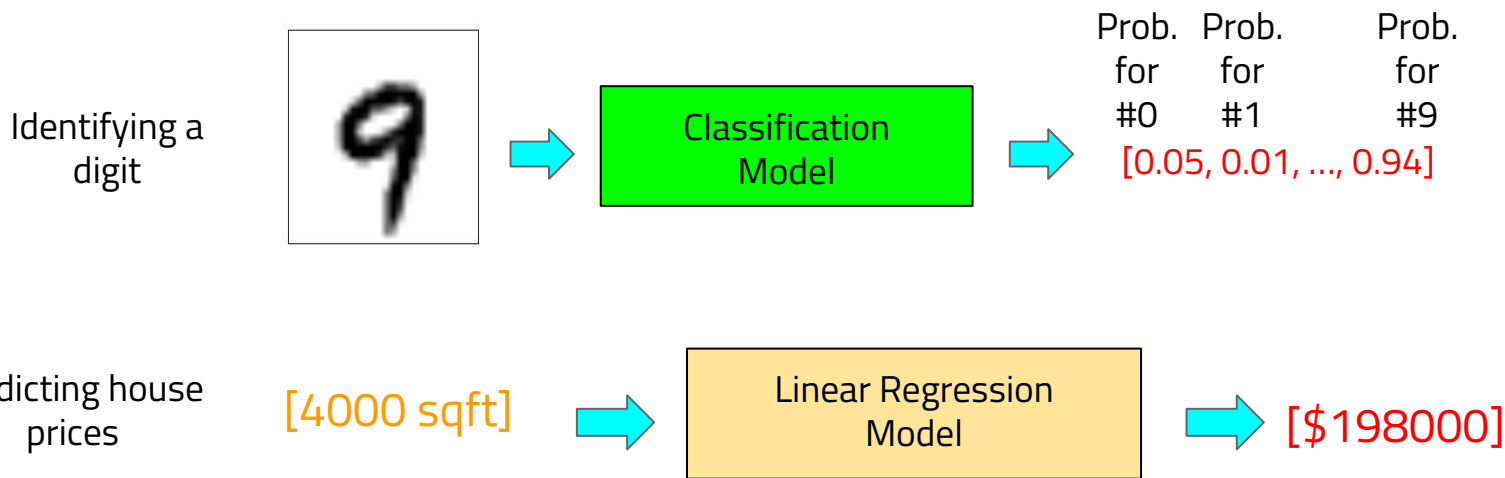 Prob. Prob. Prob.
for for for
#0 #1 #9
Identifying a
digit
9
Classification
Model
[0.05, 0.01, ..., 0.94]
dicting house
prices
[4000 sqft]
Linear Regression
Model
[$198000]